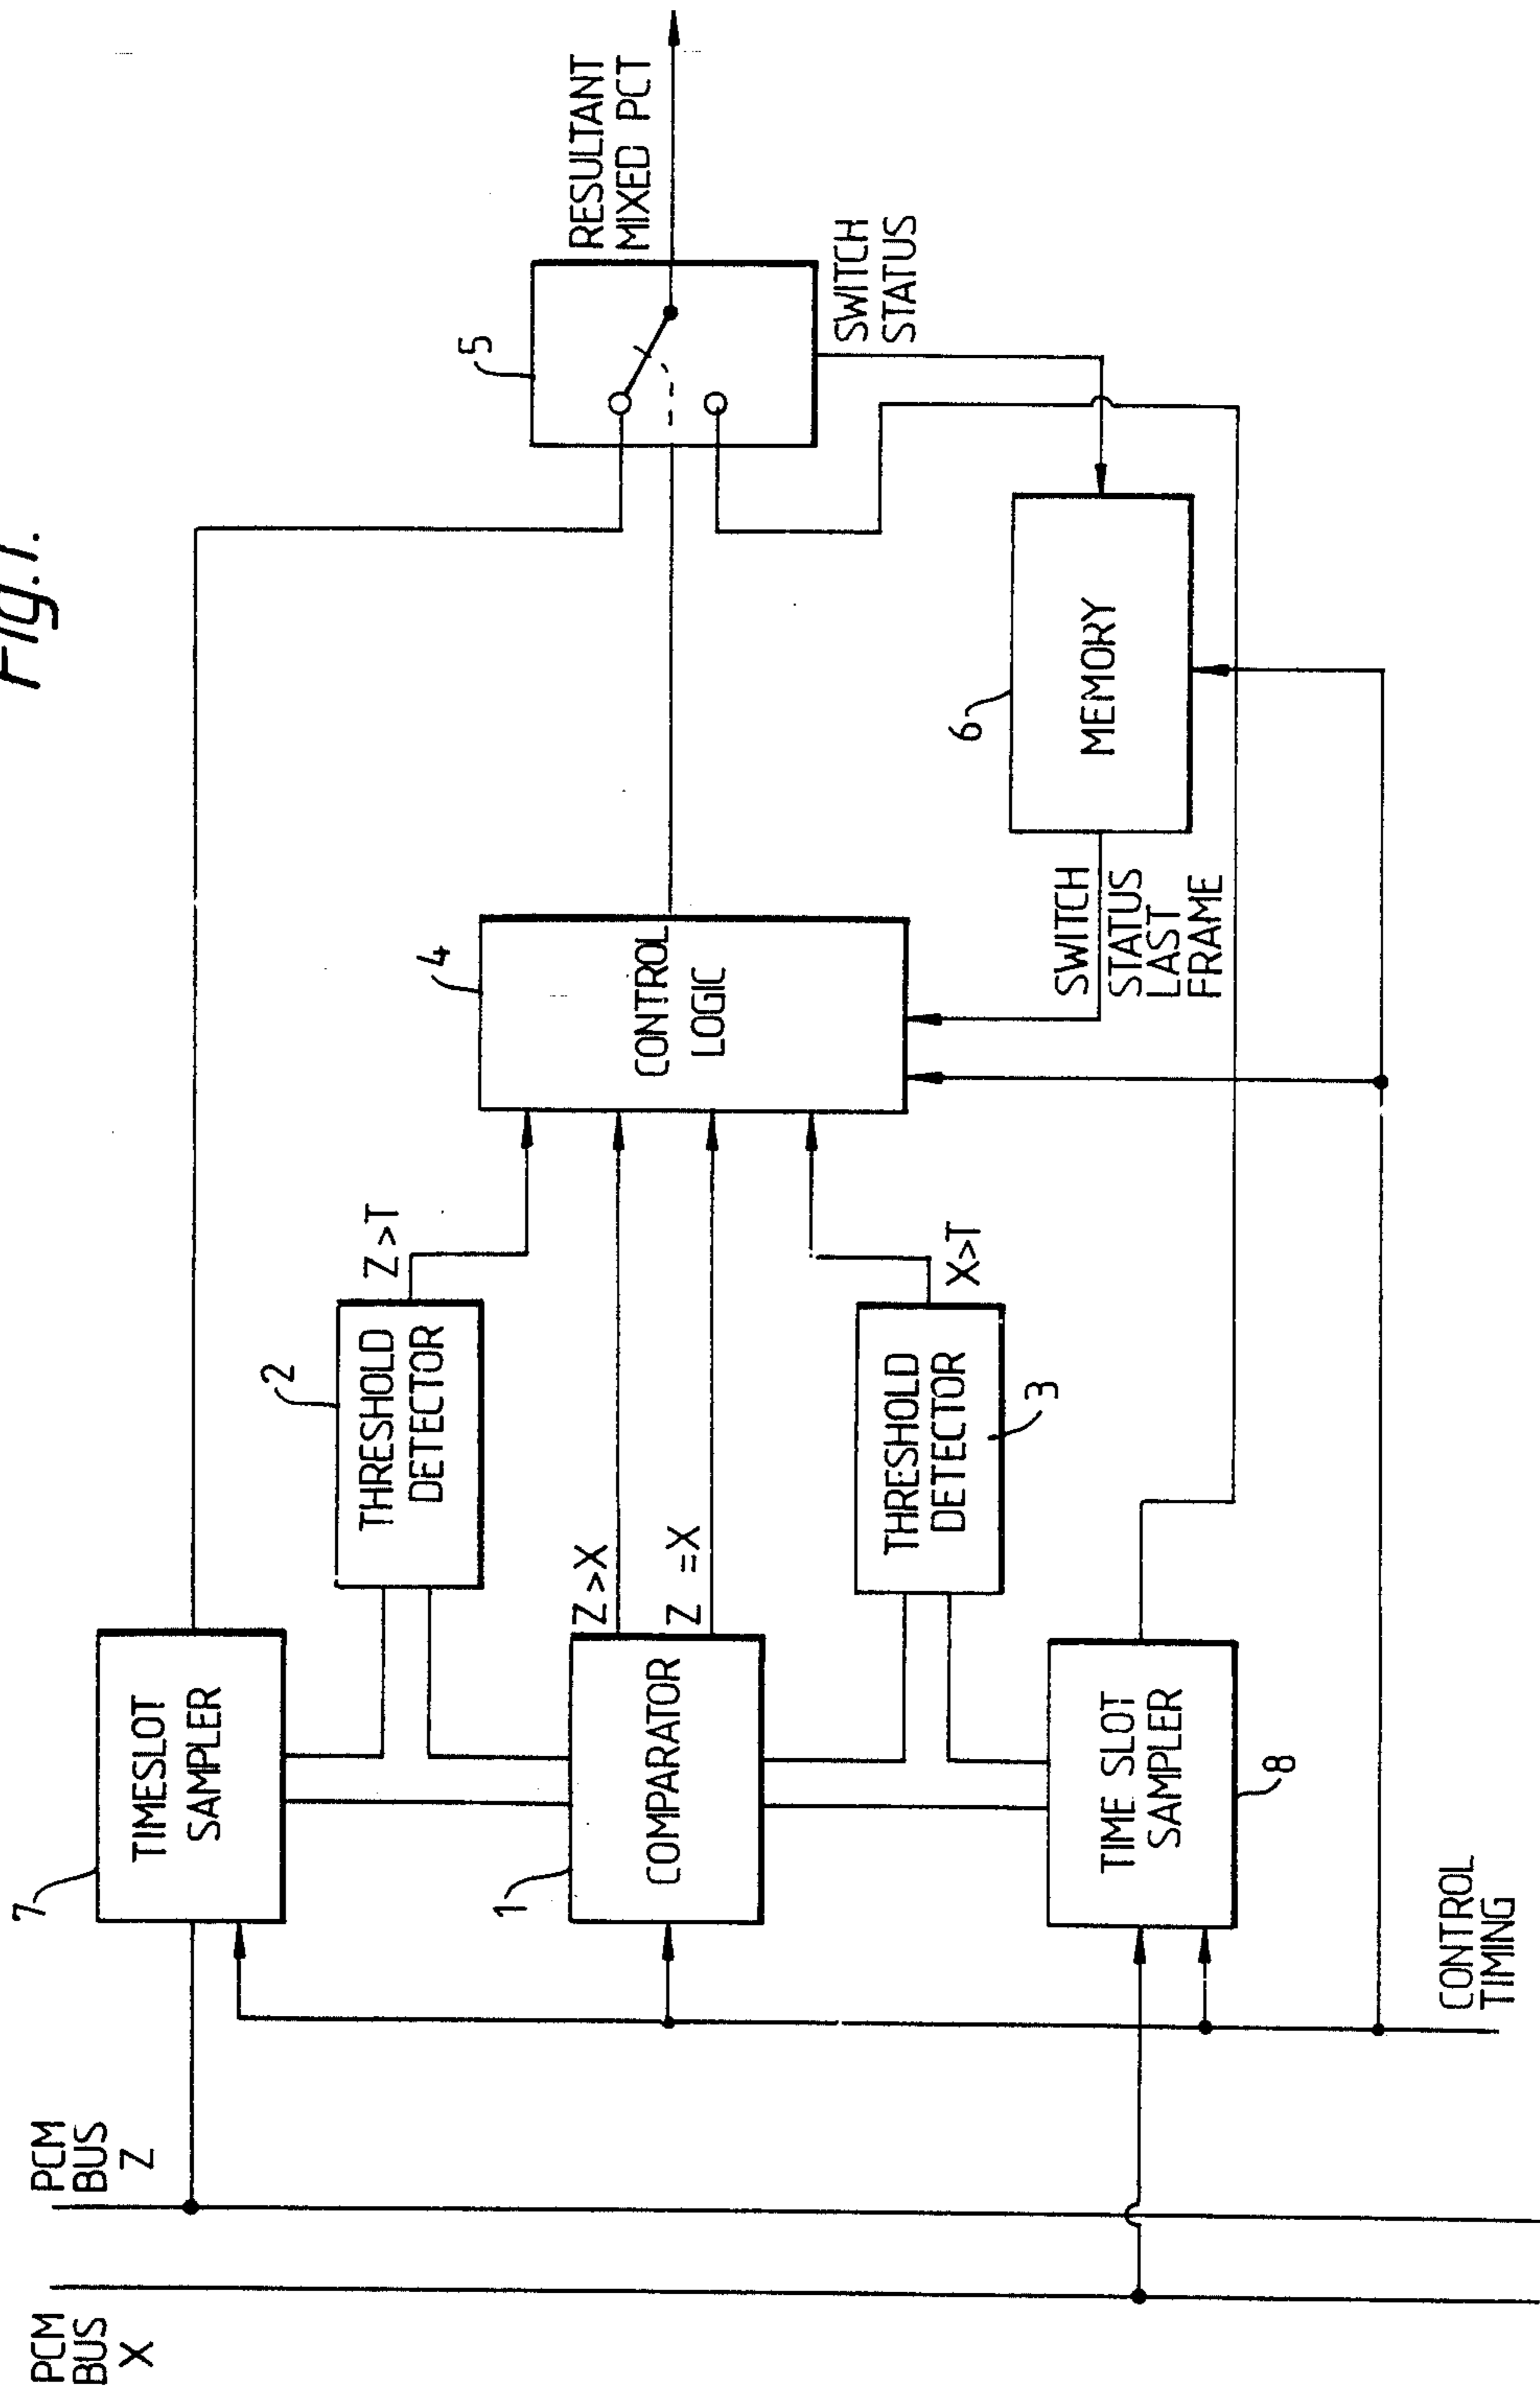 Fig.1.
PCM
BUS
X
PCM
BUS
Z
7
TIMESLOT
SAMPLER
2
THRESHOLD
DETECTOR
Z>T
1
COMPARATOR
Z>X
Z =X
THRESHOLD
DETECTOR
3
X>T
TIME SLOT
SAMPLER
8
CONTROL
TIMING
4
CONTROL
LOGIC
SWITCH
STATUS
LAST
FRAME
6
MEMORY
5
SWITCH
STATUS
RESULTANT
MIXED PCT